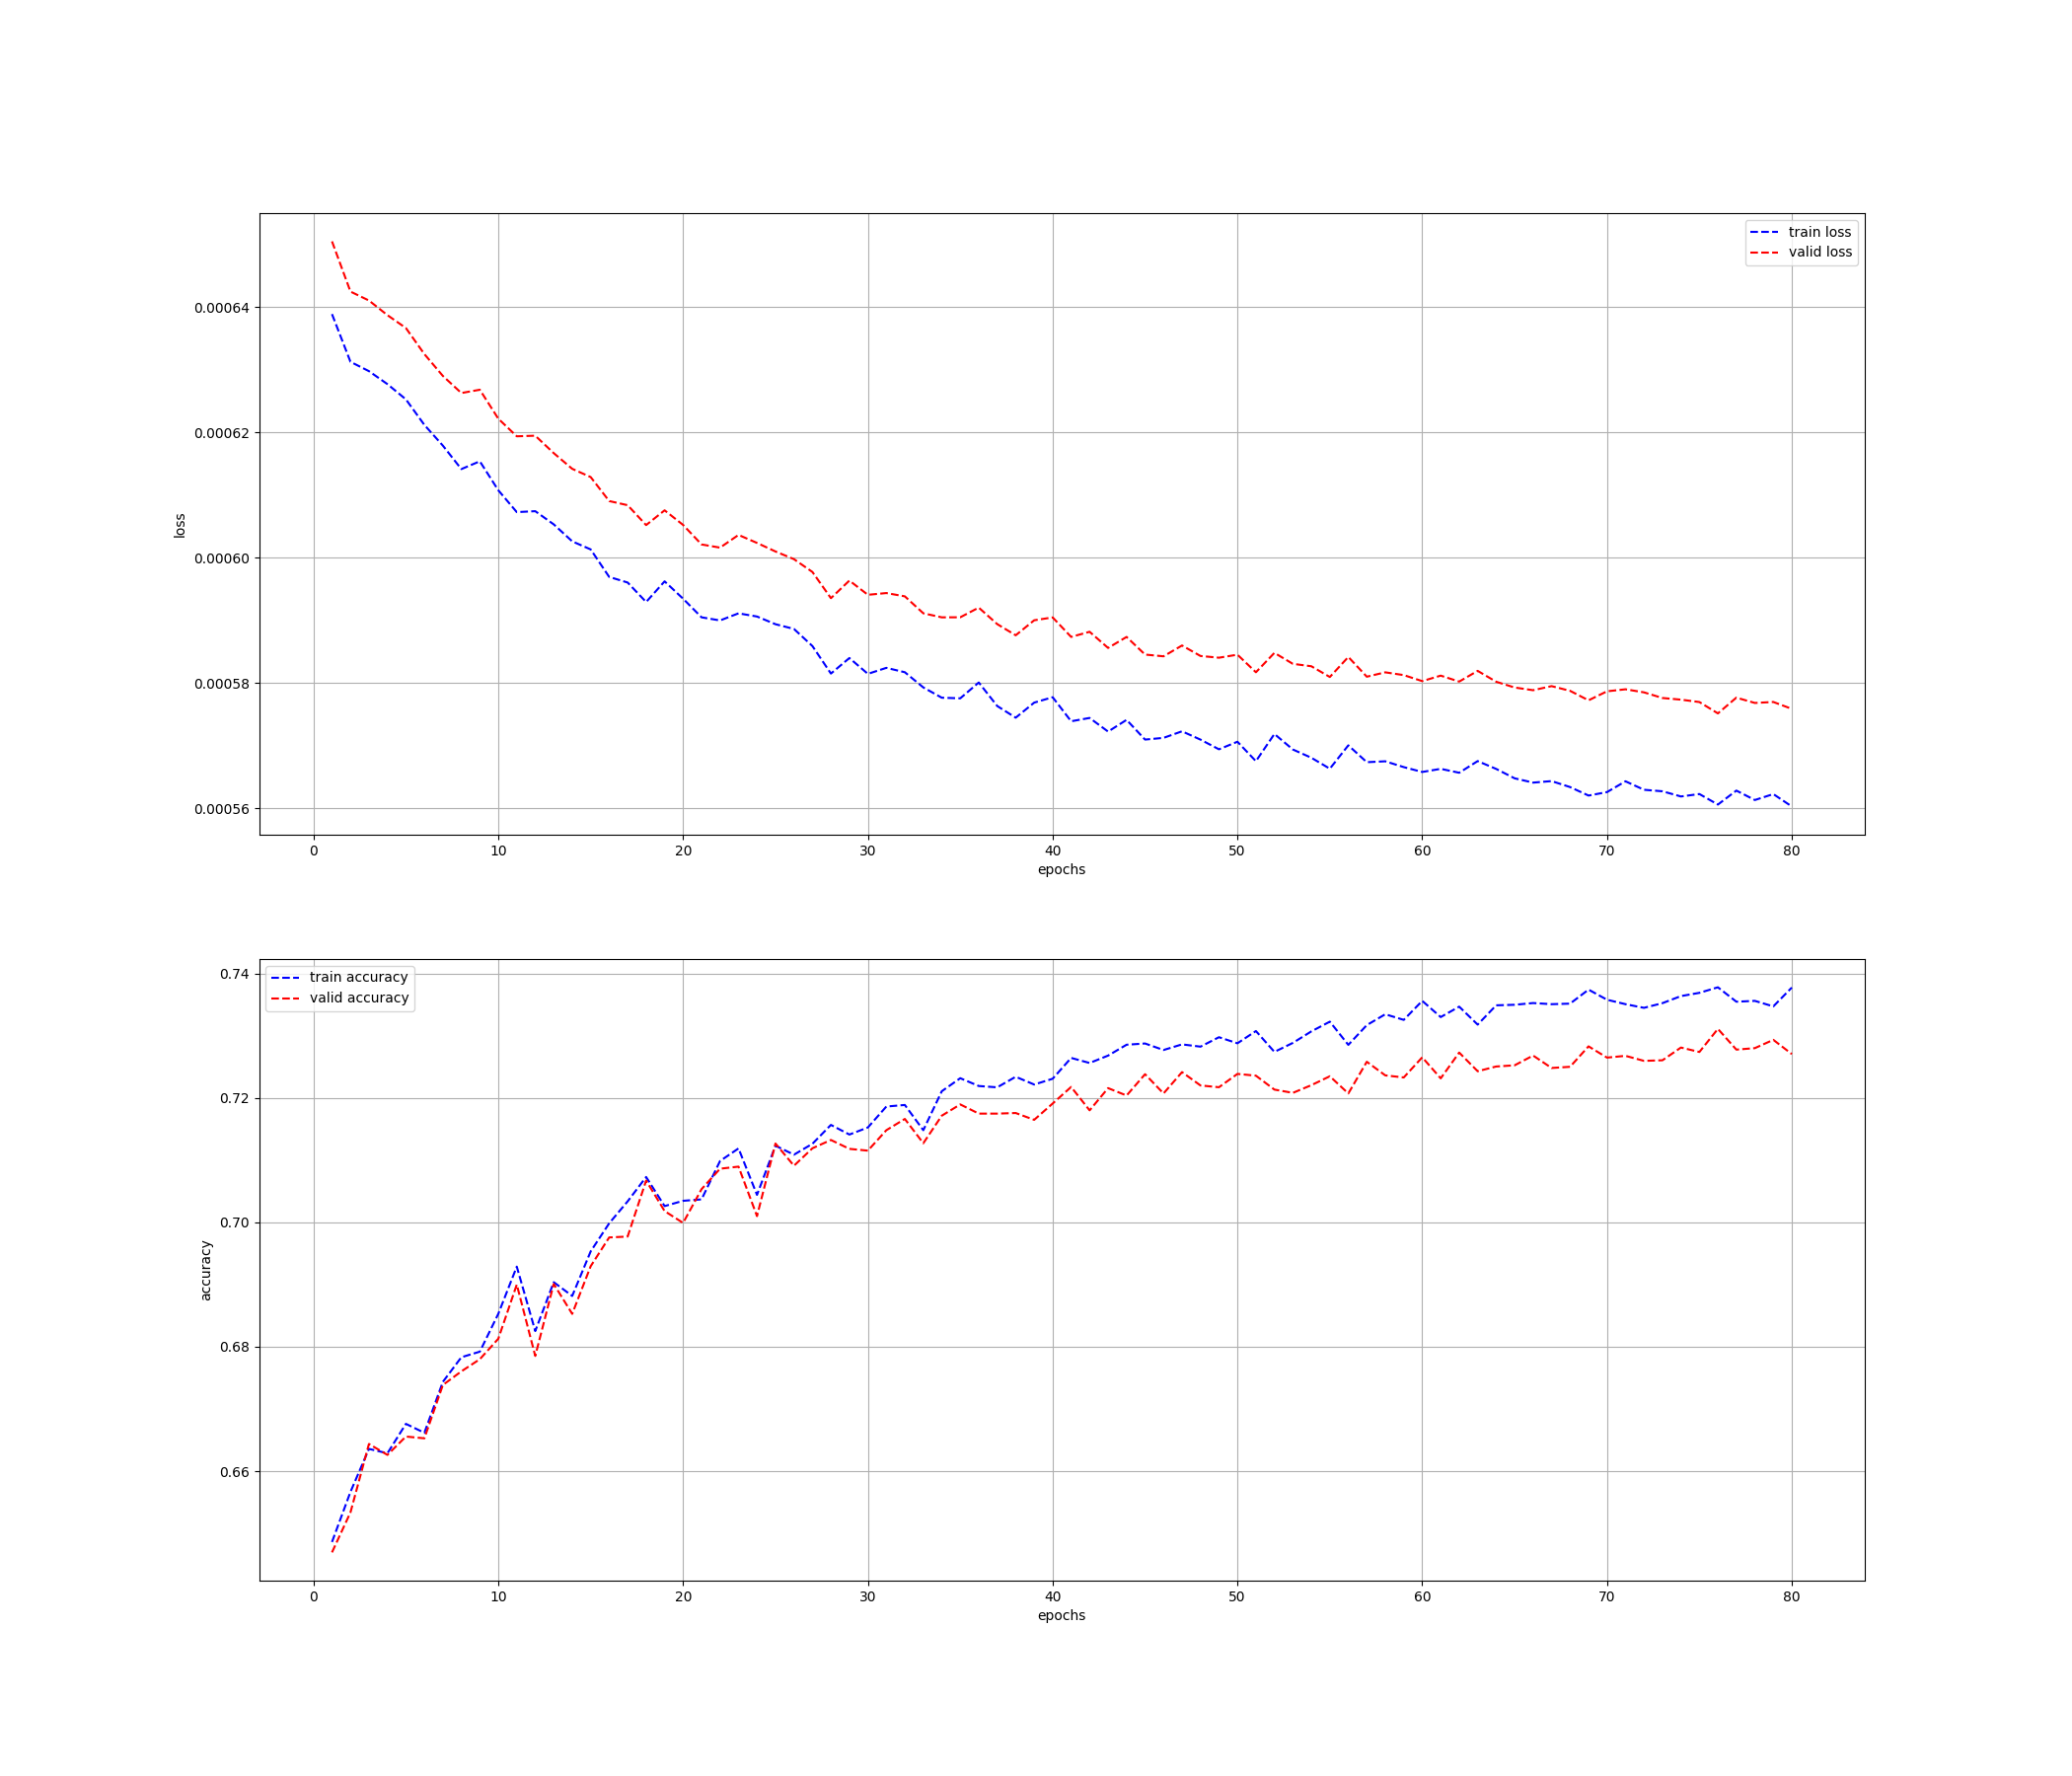 train loss
valid loss
0.00064
0.00062
0.00060
0.00058
0.00056
loss
0 10 20 30 40 50 60 70 80
epochs
train accuracy
valid accuracy
0.74
0.72
0.70
0.68
0.66
accuracy
0 10 20 30 40 50 60 70 80
epochs